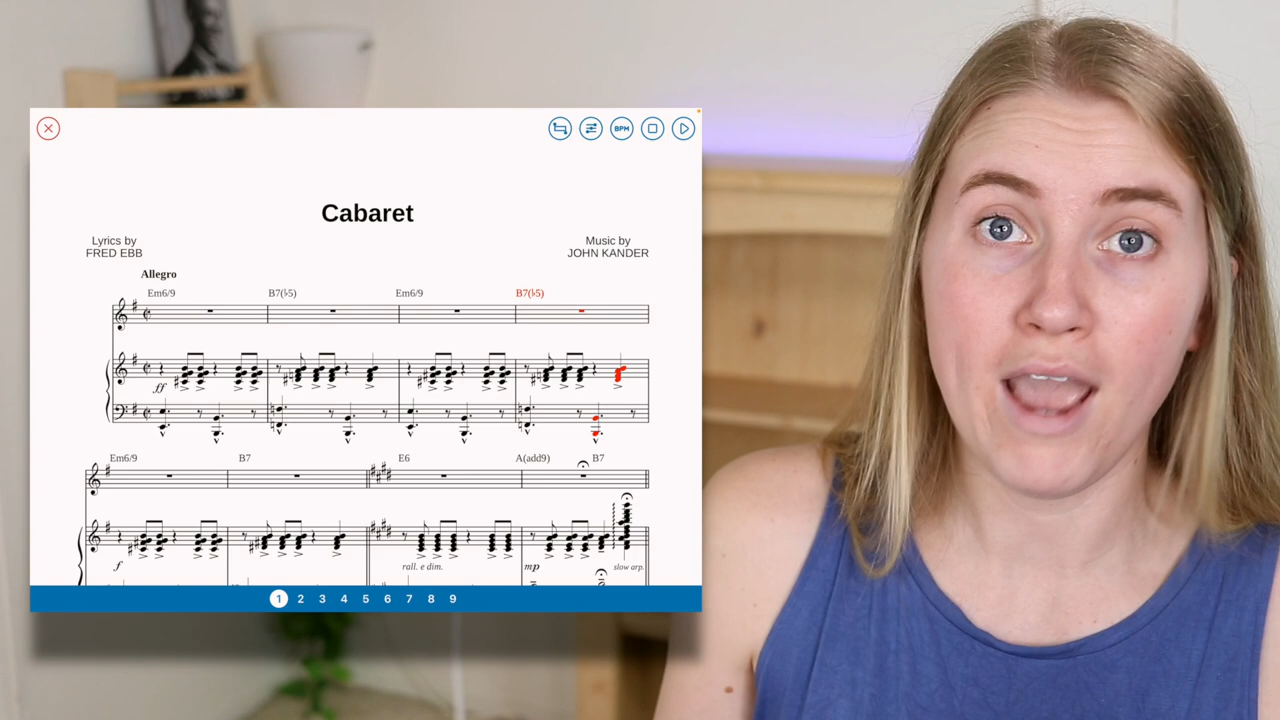 BPM
Cabaret
Lyrics by
FRED EBB
Music by
JOHN KANDER
Allegro
Em6/9 B7(♭5) Em6/9 B7(♭5)
ff
Em6/9 B7 E6 A(add9) B7
f rall. e dim. mp slow arp.
1 2 3 4 5 6 7 8 9